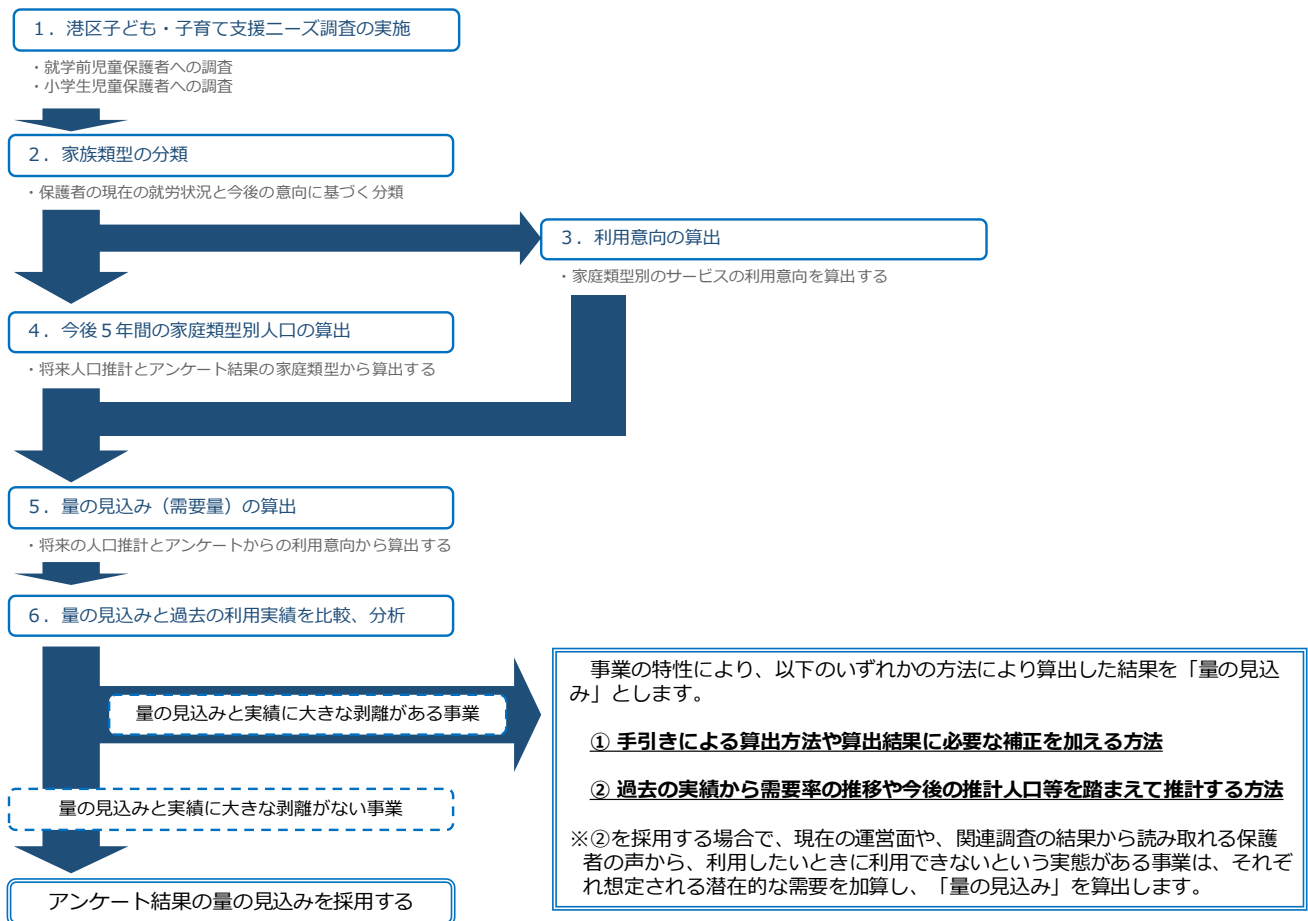 １．港区子ども・子育て支援ニーズ調査の実施
・就学前児童保護者への調査
・小学生児童保護者への調査
２．家族類型の分類
・保護者の現在の就労状況と今後の意向に基づく分類
３．利用意向の算出
・家庭類型別のサービスの利用意向を算出する
４．今後５年間の家庭類型別人口の算出
・将来人口推計とアンケート結果の家庭類型から算出する
５．量の見込み（需要量）の算出
・将来の人口推計とアンケートからの利用意向から算出する
６．量の見込みと過去の利用実績を比較、分析
量の見込みと実績に大きな剥離がある事業
量の見込みと実績に大きな剥離がない事業
アンケート結果の量の見込みを採用する
事業の特性により、以下のいずれかの方法により算出した結果を「量の見込
み」とします。
① 手引きによる算出方法や算出結果に必要な補正を加える方法
② 過去の実績から需要率の推移や今後の推計人口等を踏まえて推計する方法
※②を採用する場合で、現在の運営面や、関連調査の結果から読み取れる保護
者の声から、利用したいときに利用できないという実態がある事業は、それぞ
れ想定される潜在的な需要を加算し、「量の見込み」を算出します。